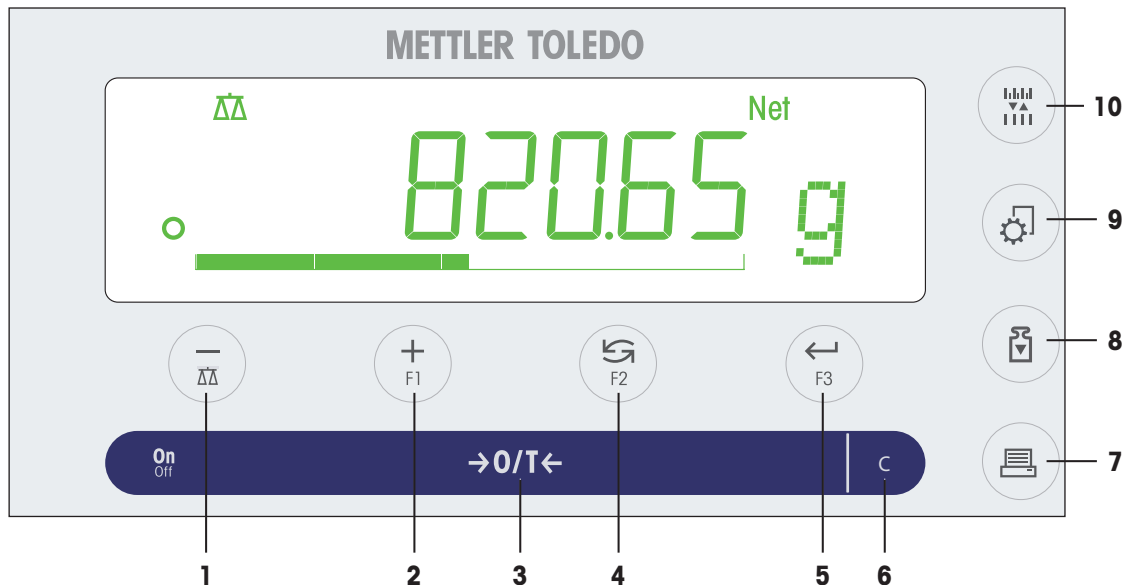 METTLER TOLEDO
Net
820.65 g
10
9
8
7
F1
F2
F3
On
Off
→0/T←
C
1 2 3 4 5 6